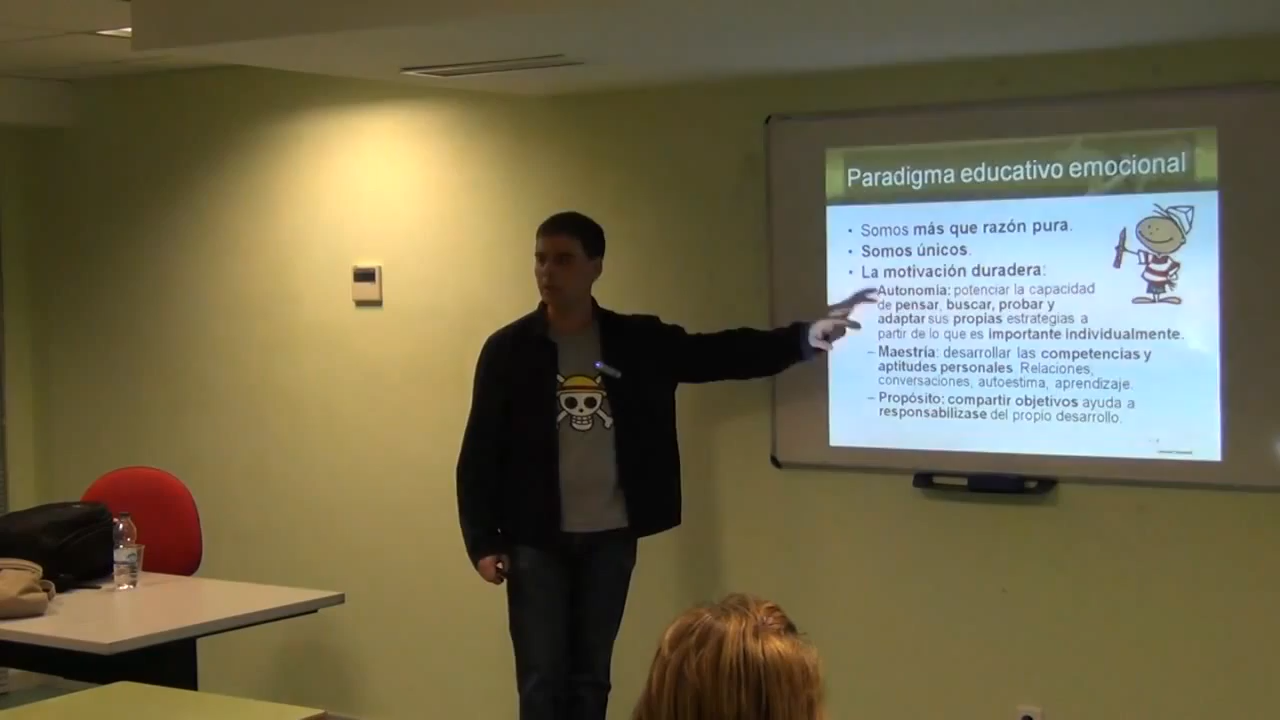 Paradigma educativo emocional
• Somos más que razón pura.
• Somos únicos.
• La motivación duradera:
– Autonomía: potenciar la capacidad
de pensar, buscar, probar y
adaptar sus propias estrategias a
partir de lo que es importante individualmente.
– Maestría: desarrollar las competencias y
aptitudes personales. Relaciones,
conversaciones, autoestima, aprendizaje.
– Propósito: compartir objetivos ayuda a
responsabilizase del propio desarrollo.